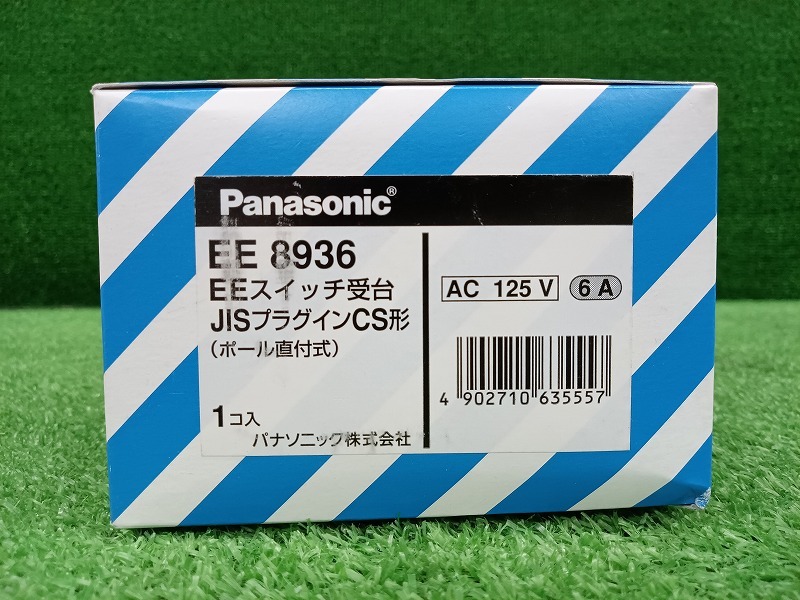 Panasonic®
EE 8936
EEスイッチ受台
JISプラグインCS形
(ポール直付式)
1コ入
パナソニック株式会社
AC 125 V 6 A
4 902710 635557